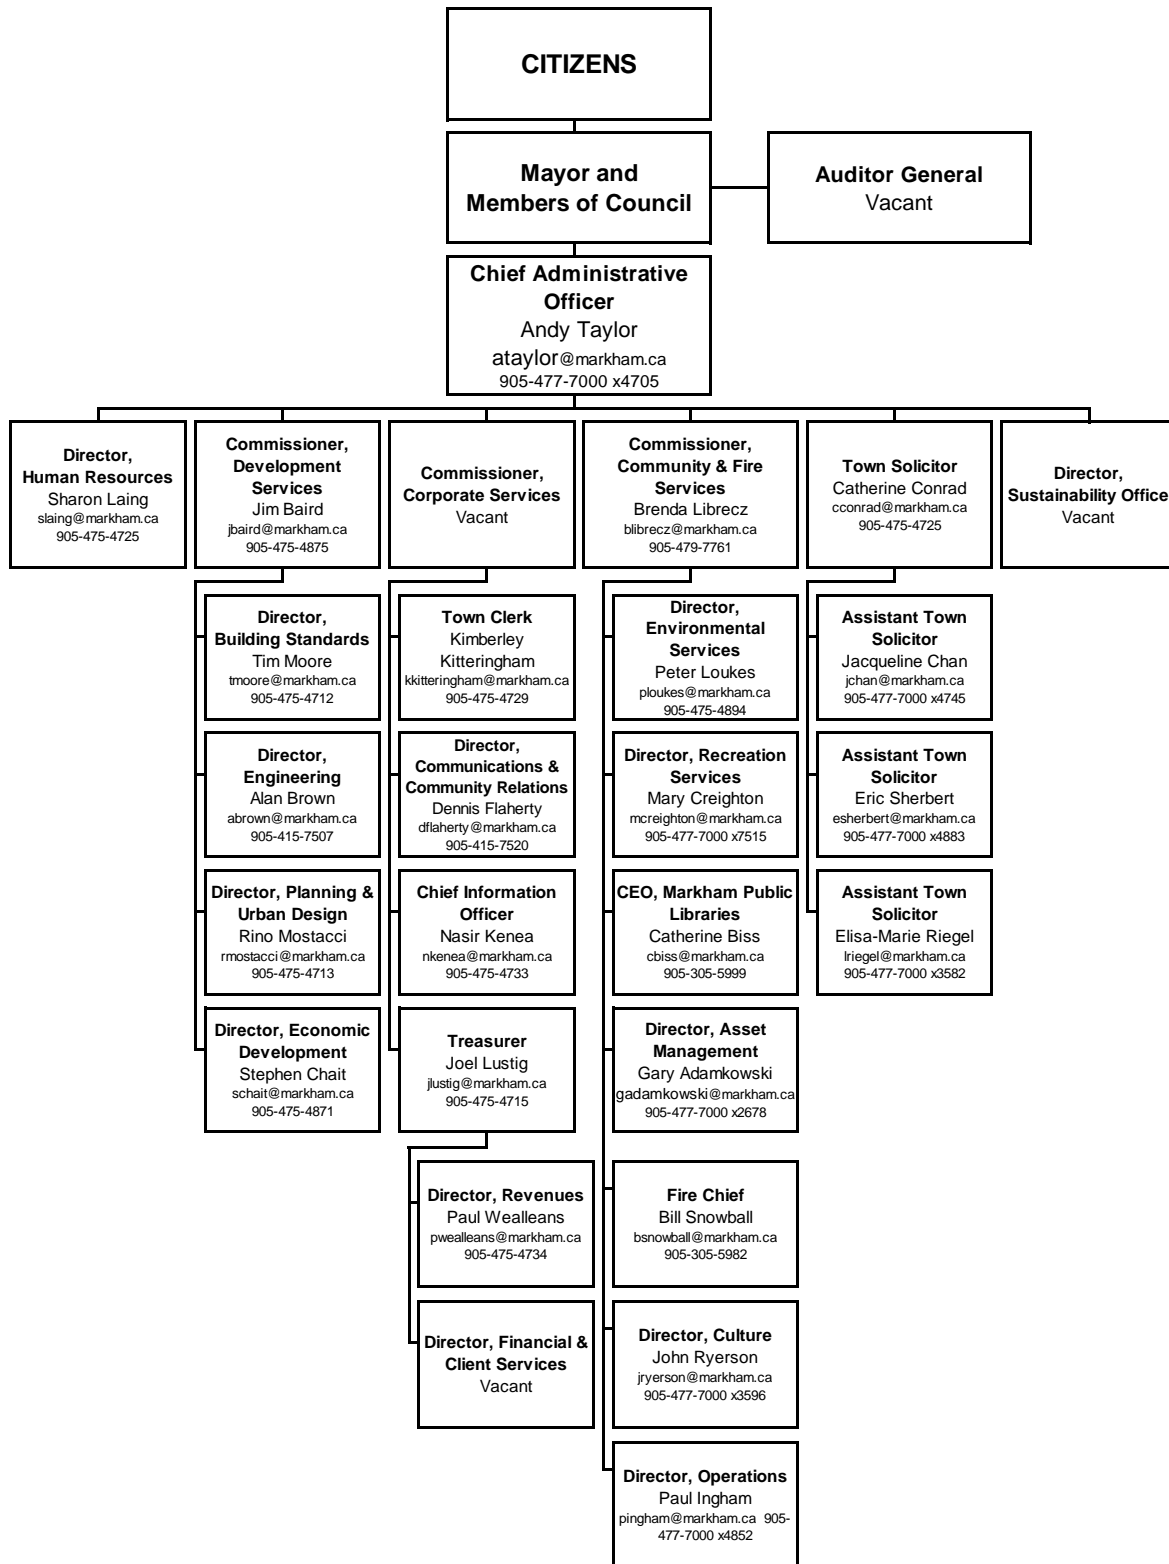 CITIZENS
Mayor and
Members of Council
Auditor General
Vacant
Chief Administrative
Officer
Andy Taylor
ataylor@markham.ca
905-477-7000 x4705
Director,
Human Resources
Sharon Laing
slaing@markham.ca
905-475-4725
Commissioner,
Development
Services
Jim Baird
jbaird@markham.ca
905-475-4875
Commissioner,
Corporate Services
Vacant
Commissioner,
Community & Fire
Services
Brenda Librecz
blibrecz@markham.ca
905-479-7761
Town Solicitor
Catherine Conrad
cconrad@markham.ca
905-475-4725
Director,
Sustainability Office
Vacant
Director,
Building Standards
Tim Moore
tmoore@markham.ca
905-475-4712
Director,
Engineering
Alan Brown
abrown@markham.ca
905-415-7507
Director, Planning &
Urban Design
Rino Mostacci
rmostacci@markham.ca
905-475-4713
Director, Economic
Development
Stephen Chait
schait@markham.ca
905-475-4871
Town Clerk
Kimberley
Kitteringham
kkitteringham@markham.ca
905-475-4729
Director,
Communications &
Community Relations
Dennis Flaherty
dflaherty@markham.ca
905-415-7520
Chief Information
Officer
Nasir Kenea
nkenea@markham.ca
905-475-4733
Treasurer
Joel Lustig
jlustig@markham.ca
905-475-4715
Director, Revenues
Paul Wealleans
pwealleans@markham.ca
905-475-4734
Director, Financial &
Client Services
Vacant
Director,
Environmental
Services
Peter Loukes
ploukes@markham.ca
905-475-4894
Director, Recreation
Services
Mary Creighton
mcreighton@markham.ca
905-477-7000 x7515
CEO, Markham Public
Libraries
Catherine Biss
cbiss@markham.ca
905-305-5999
Director, Asset
Management
Gary Adamkowski
gadamkowski@markham.ca
905-477-7000 x2678
Fire Chief
Bill Snowball
bsnowball@markham.ca
905-305-5982
Director, Culture
John Ryerson
jryerson@markham.ca
905-477-7000 x3596
Director, Operations
Paul Ingham
pingham@markham.ca 905-
477-7000 x4852
Assistant Town
Solicitor
Jacqueline Chan
jchan@markham.ca
905-477-7000 x4745
Assistant Town
Solicitor
Eric Sherbert
esherbert@markham.ca
905-477-7000 x4883
Assistant Town
Solicitor
Elisa-Marie Riegel
lriegel@markham.ca
905-477-7000 x3582